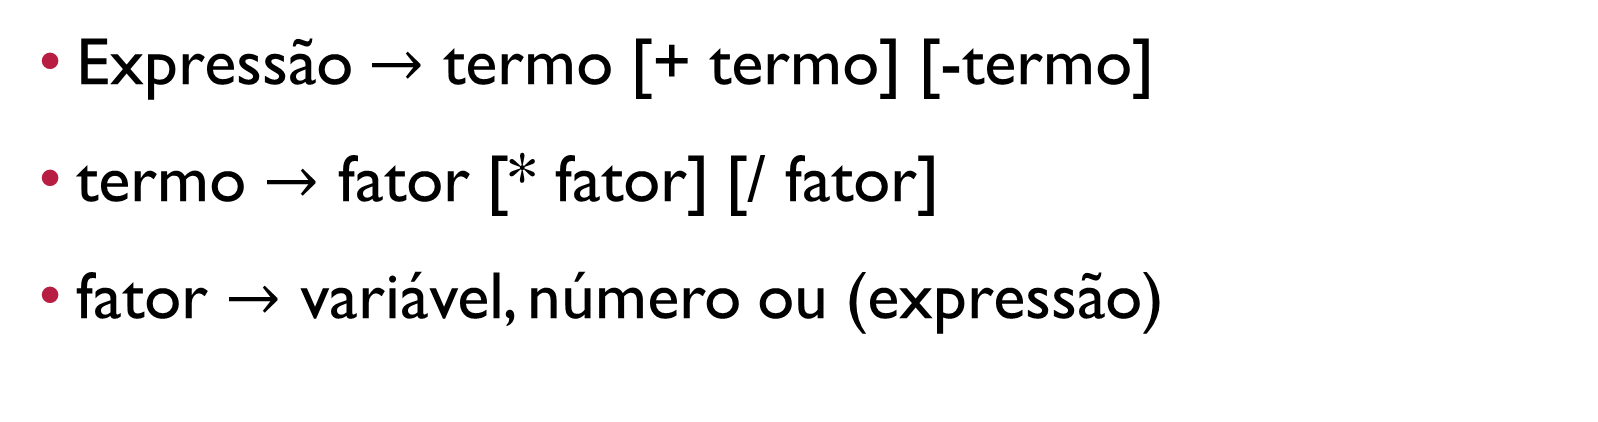 • Expressão → termo [+ termo] [-termo]
• termo → fator [* fator] [/ fator]
• fator → variável, número ou (expressão)